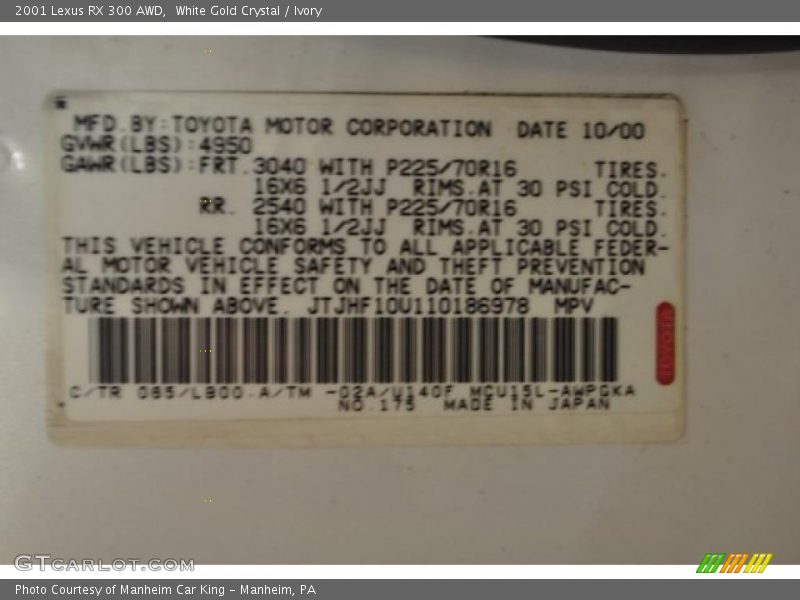 2001 Lexus RX 300 AWD, White Gold Crystal / Ivory
MFD.BY:TOYOTA MOTOR CORPORATION DATE 10/00
GVWR(LBS):4950
GAWR(LBS):FRT.3040 WITH P225/70R16 TIRES.
16X6 1/2JJ RIMS.AT 30 PSI COLD.
RR. 2540 WITH P225/70R16 TIRES.
16X6 1/2JJ RIMS.AT 30 PSI COLD.
THIS VEHICLE CONFORMS TO ALL APPLICABLE FEDER-
AL MOTOR VEHICLE SAFETY AND THEFT PREVENTION
STANDARDS IN EFFECT ON THE DATE OF MANUFAC-
TURE SHOWN ABOVE. JTJHF10U110186978 MPV
TOYOTA
C/TR 085/LB00.A/TM -02A/U140F MCU15L-AWPGKA
NO.175 MADE IN JAPAN
GTCARLOT.COM
Photo Courtesy of Manheim Car King - Manheim, PA